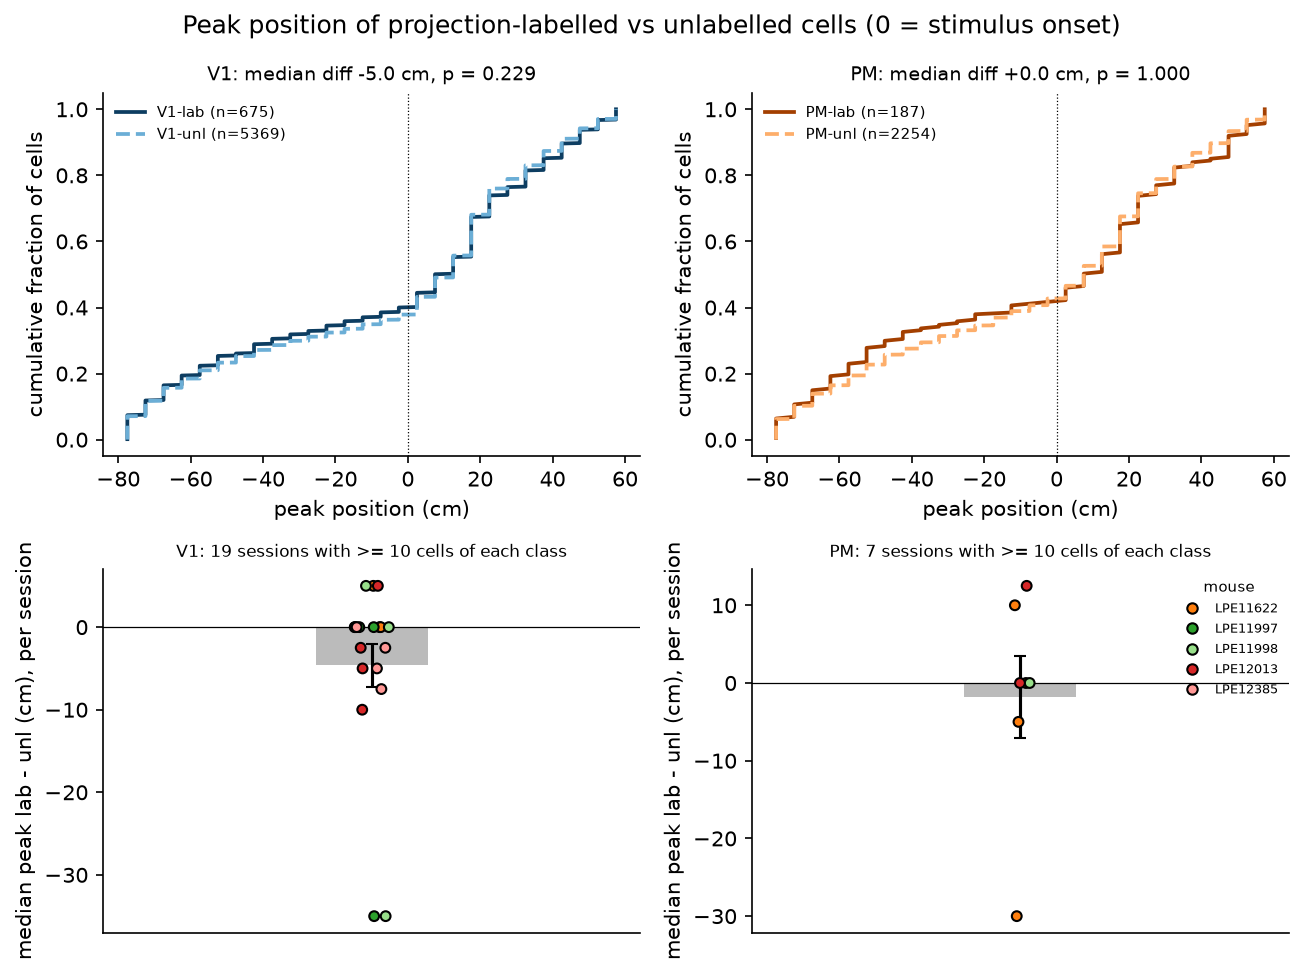 Peak position of projection-labelled vs unlabelled cells (0 = stimulus onset)
V1: median diff -5.0 cm, p = 0.229
V1-lab (n=675)
V1-unl (n=5369)
cumulative fraction of cells
1.0
0.8
0.6
0.4
0.2
0.0
−80 −60 −40 −20 0 20 40 60
peak position (cm)
PM: median diff +0.0 cm, p = 1.000
PM-lab (n=187)
PM-unl (n=2254)
cumulative fraction of cells
1.0
0.8
0.6
0.4
0.2
0.0
−80 −60 −40 −20 0 20 40 60
peak position (cm)
V1: 19 sessions with >= 10 cells of each class
median peak lab - unl (cm), per session
0
−10
−20
−30
PM: 7 sessions with >= 10 cells of each class
median peak lab - unl (cm), per session
10
0
−10
−20
−30
mouse
LPE11622
LPE11997
LPE11998
LPE12013
LPE12385